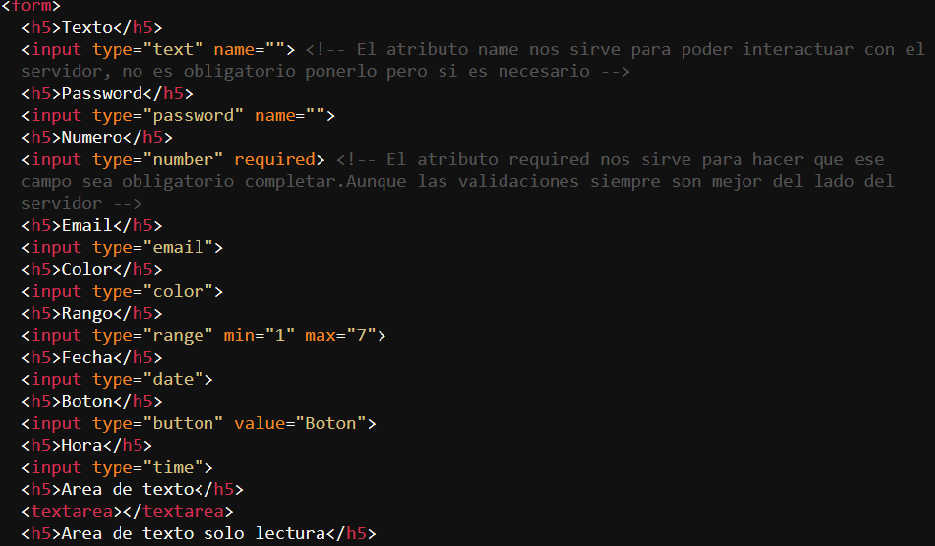 <form>
<h5>Texto</h5>
<input type="text" name=""> <!-- El atributo name nos sirve para poder interactuar con el
servidor, no es obligatorio ponerlo pero si es necesario -->
<h5>Password</h5>
<input type="password" name="">
<h5>Numero</h5>
<input type="number" required> <!-- El atributo required nos sirve para hacer que ese
campo sea obligatorio completar.Aunque las validaciones siempre son mejor del lado del
servidor -->
<h5>Email</h5>
<input type="email">
<h5>Color</h5>
<input type="color">
<h5>Rango</h5>
<input type="range" min="1" max="7">
<h5>Fecha</h5>
<input type="date">
<h5>Boton</h5>
<input type="button" value="Boton">
<h5>Hora</h5>
<input type="time">
<h5>Area de texto</h5>
<textarea></textarea>
<h5>Area de texto solo lectura</h5>